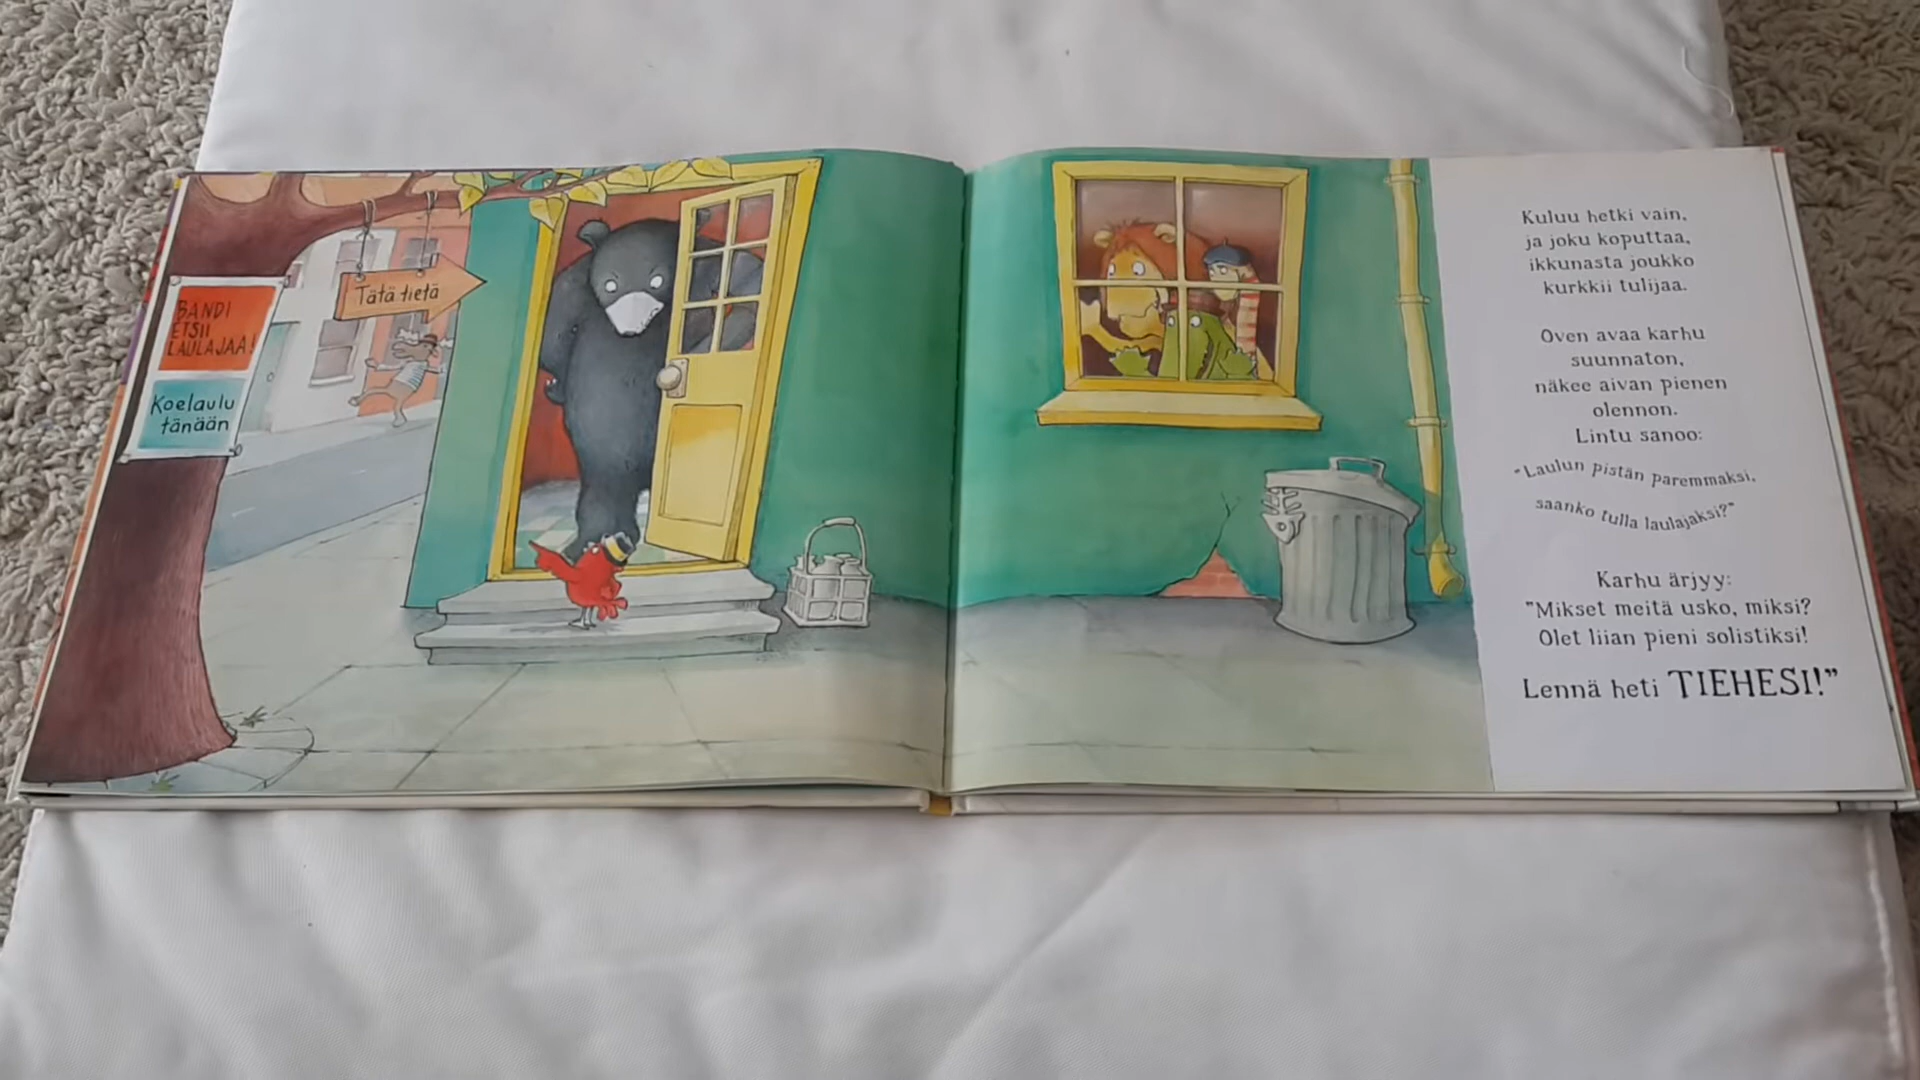 BANDI
ETSII
LAULAJAA!
Koelaulu
tänään
Tätä tietä
Kuluu hetki vain,
ja joku koputtaa,
ikkunasta joukko
kurkkii tulijaa.
Oven avaa karhu
suunnaton,
näkee aivan pienen
olennon.
Lintu sanoo:
"Laulun pistän paremmaksi,
saanko tulla laulajaksi?"
Karhu ärjyy:
"Mikset meitä usko, miksi?
Olet liian pieni solistiksi!
Lennä heti TIEHESI!"